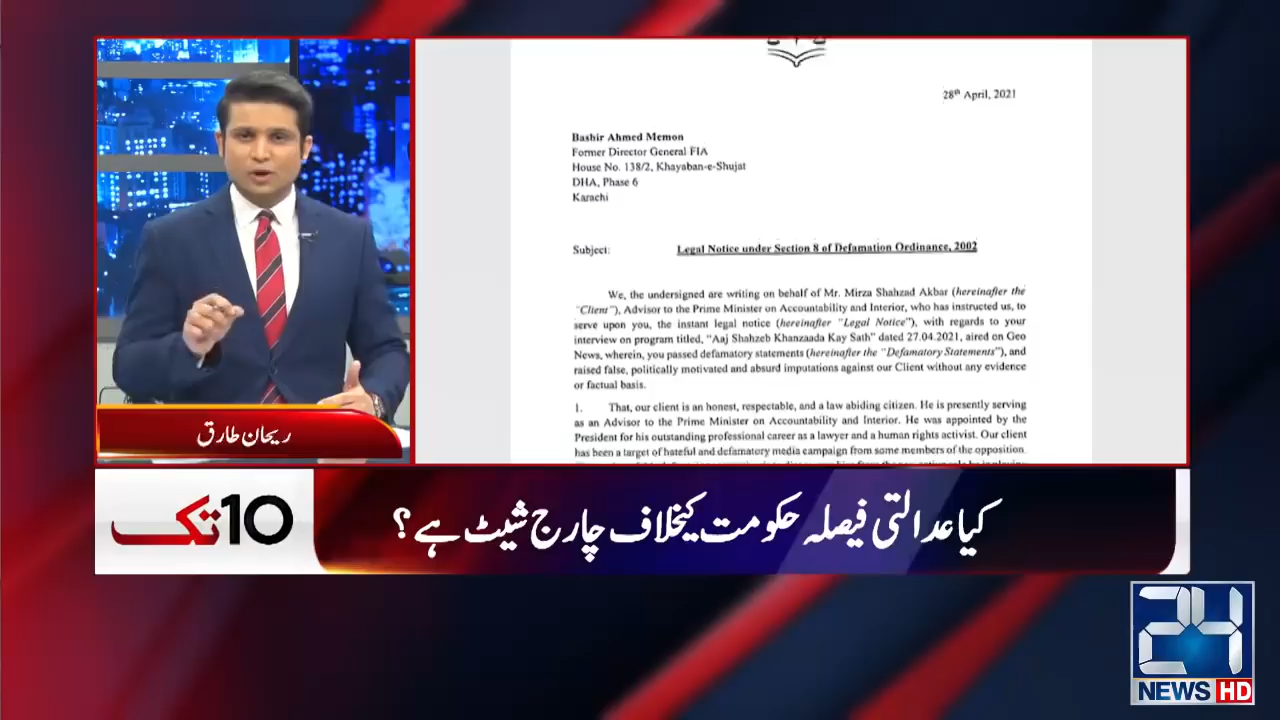 28th April, 2021
Bashir Ahmed Memon
Former Director General FIA
House No. 138/2, Khayaban-e-Shujat
DHA, Phase 6
Karachi
Subject: Legal Notice under Section 8 of Defamation Ordinance, 2002
We, the undersigned are writing on behalf of Mr. Mirza Shahzad Akbar (hereinafter the
"Client"), Advisor to the Prime Minister on Accountability and Interior, who has instructed us, to
serve upon you, the instant legal notice (hereinafter "Legal Notice"), with regards to your
interview on program titled, "Aaj Shahzeb Khanzaada Kay Sath" dated 27.04.2021, aired on Geo
News, wherein, you passed defamatory statements (hereinafter the "Defamatory Statements"), and
raised false, politically motivated and absurd imputations against our Client without any evidence
or factual basis.
1. That, our client is an honest, respectable, and a law abiding citizen. He is presently serving
as an Advisor to the Prime Minister on Accountability and Interior. He was appointed by the
President for his outstanding professional career as a lawyer and a human rights activist. Our client
has been a target of hateful and defamatory media campaign from some members of the opposition.
ریحان طارق
10 تک
کیا عدالتی فیصلہ حکومت کیخلاف چارج شیٹ ہے؟
24
NEWS HD